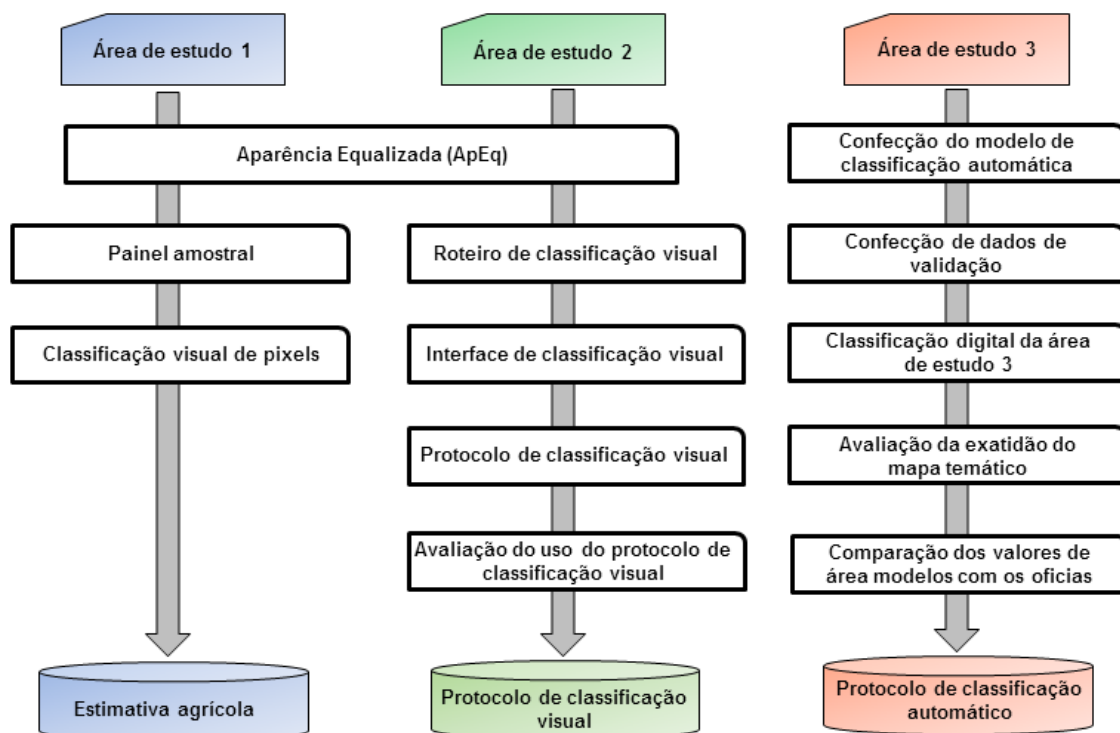 Área de estudo 1
Área de estudo 2
Área de estudo 3
Aparência Equalizada (ApEq)
Confecção do modelo de
classificação automática
Painel amostral
Roteiro de classificação visual
Confecção de dados de
validação
Classificação visual de pixels
Interface de classificação visual
Classificação digital da área
de estudo 3
Protocolo de classificação visual
Avaliação da exatidão do
mapa temático
Avaliação do uso do protocolo de
classificação visual
Comparação dos valores de
área modelos com os oficias
Estimativa agrícola
Protocolo de classificação
visual
Protocolo de classificação
automático